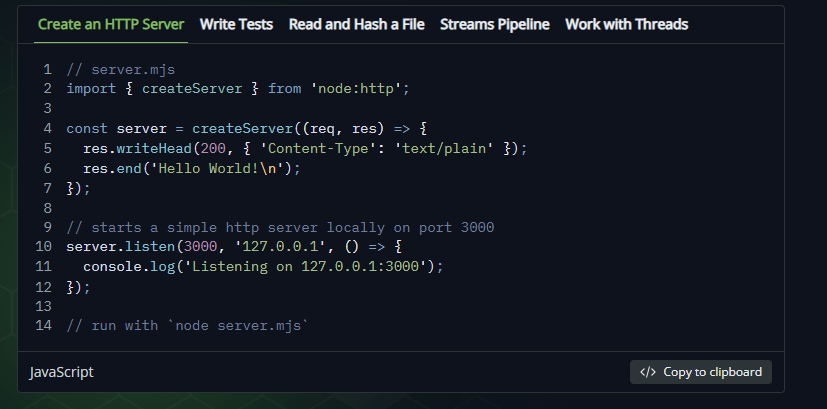 Create an HTTP Server Write Tests Read and Hash a File Streams Pipeline Work with Threads
1 // server.mjs
2 import { createServer } from 'node:http';
3
4 const server = createServer((req, res) => {
5   res.writeHead(200, { 'Content-Type': 'text/plain' });
6   res.end('Hello World!\n');
7 });
8
9 // starts a simple http server locally on port 3000
10 server.listen(3000, '127.0.0.1', () => {
11   console.log('Listening on 127.0.0.1:3000');
12 });
13
14 // run with `node server.mjs`
JavaScript </> Copy to clipboard